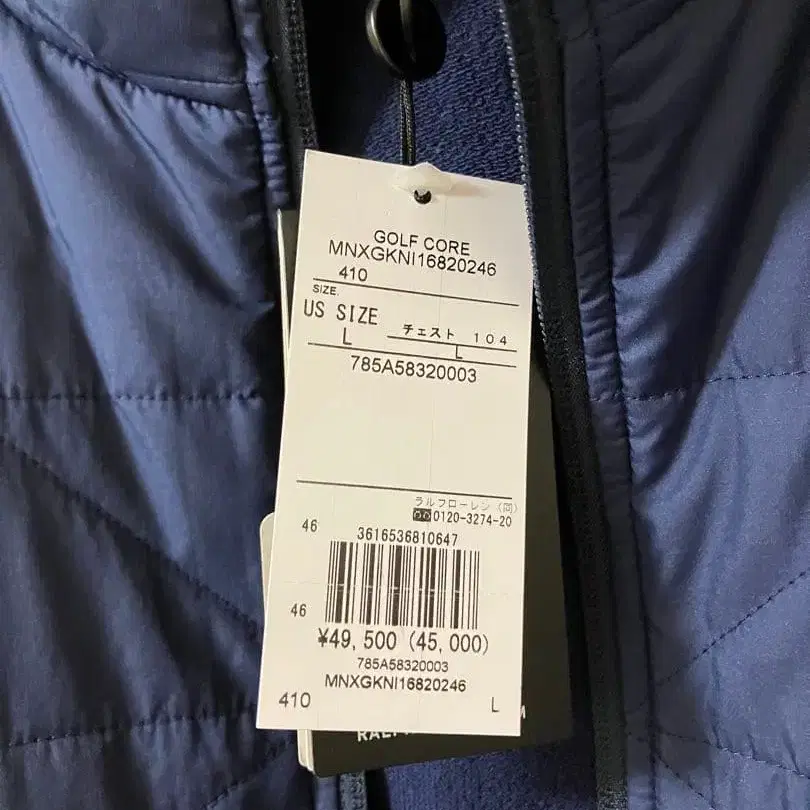 GOLF CORE
MNXGKNI16820246
410
SIZE.
US SIZE チェスト 104
L L
785A58320003
ラルフローレン (同)
0120-3274-20
46 3616536810647
46
¥49,500 (45,000)
785A58320003
MNXGKNI16820246
410 L